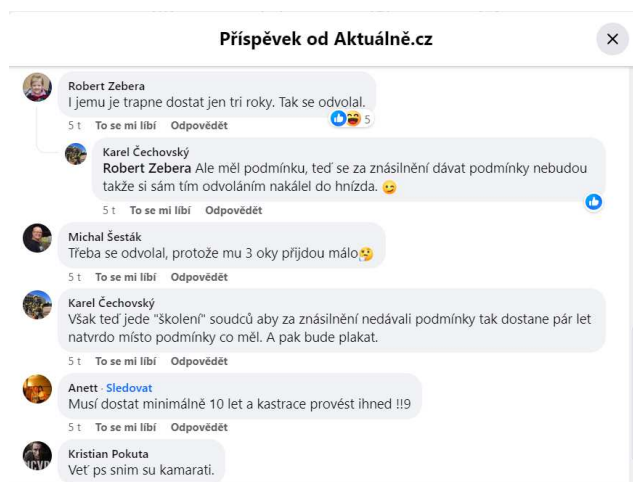 Příspěvek od Aktuálně.cz
Robert Zebera
I jemu je trapne dostat jen tri roky. Tak se odvolal.
5 t To se mi líbí Odpovědět 5
Karel Čechovský
Robert Zebera Ale měl podmínku, teď se za znásilnění dávat podmínky nebudou
takže si sám tím odvoláním nakálel do hnízda. 😉
5 t To se mi líbí Odpovědět
Michal Šesták
Třeba se odvolal, protože mu 3 oky přijdou málo🤔
5 t To se mi líbí Odpovědět
Karel Čechovský
Však teď jede "školení" soudců aby za znásilnění nedávali podmínky tak dostane pár let
natvrdo místo podmínky co měl. A pak bude plakat.
5 t To se mi líbí Odpovědět
Anett · Sledovat
Musí dostat minimálně 10 let a kastrace provést ihned !!9
5 t To se mi líbí Odpovědět
Kristian Pokuta
Veť ps snim su kamarati.